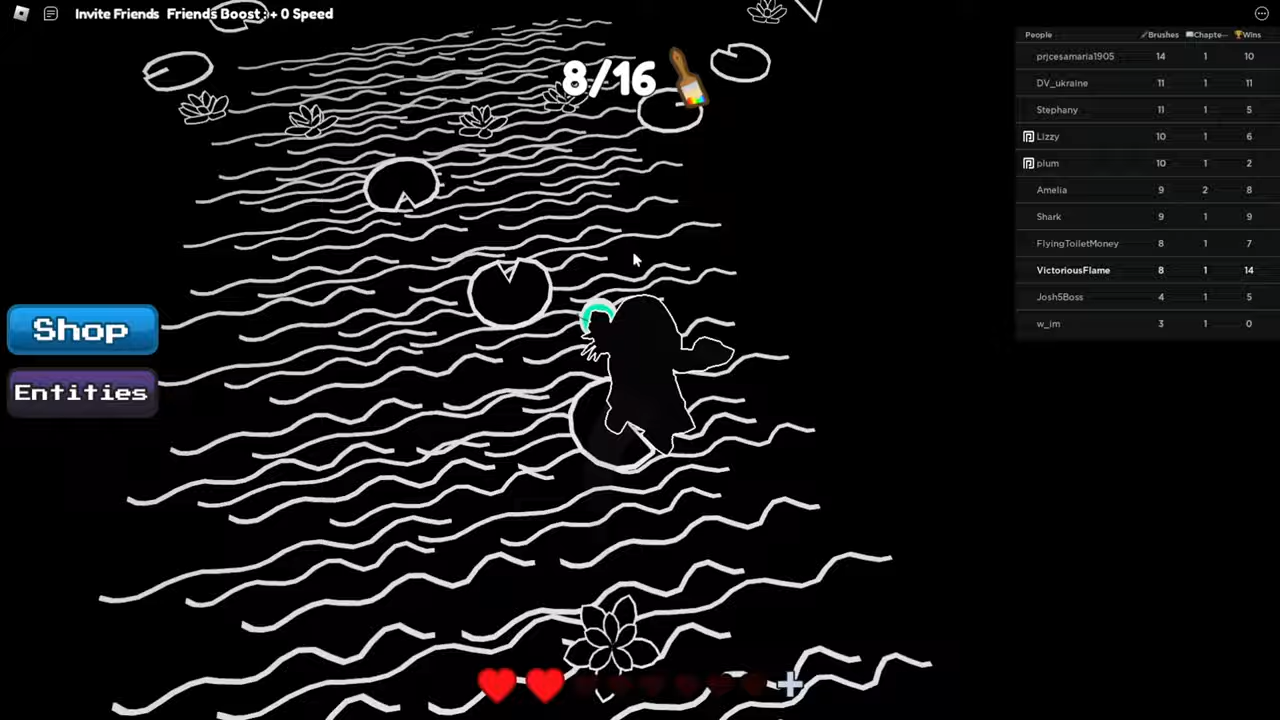 Invite Friends Friends Boost : + 0 Speed
8/16
People Brushes Chapte... Wins
prjcesamaria1905 14 1 10
DV_ukraine 11 1 11
Stephany 11 1 5
Lizzy 10 1 6
plum 10 1 2
Amelia 9 2 8
Shark 9 1 9
FlyingToiletMoney 8 1 7
VictoriousFlame 8 1 14
Josh5Boss 4 1 5
w_im 3 1 0
Shop
Entities